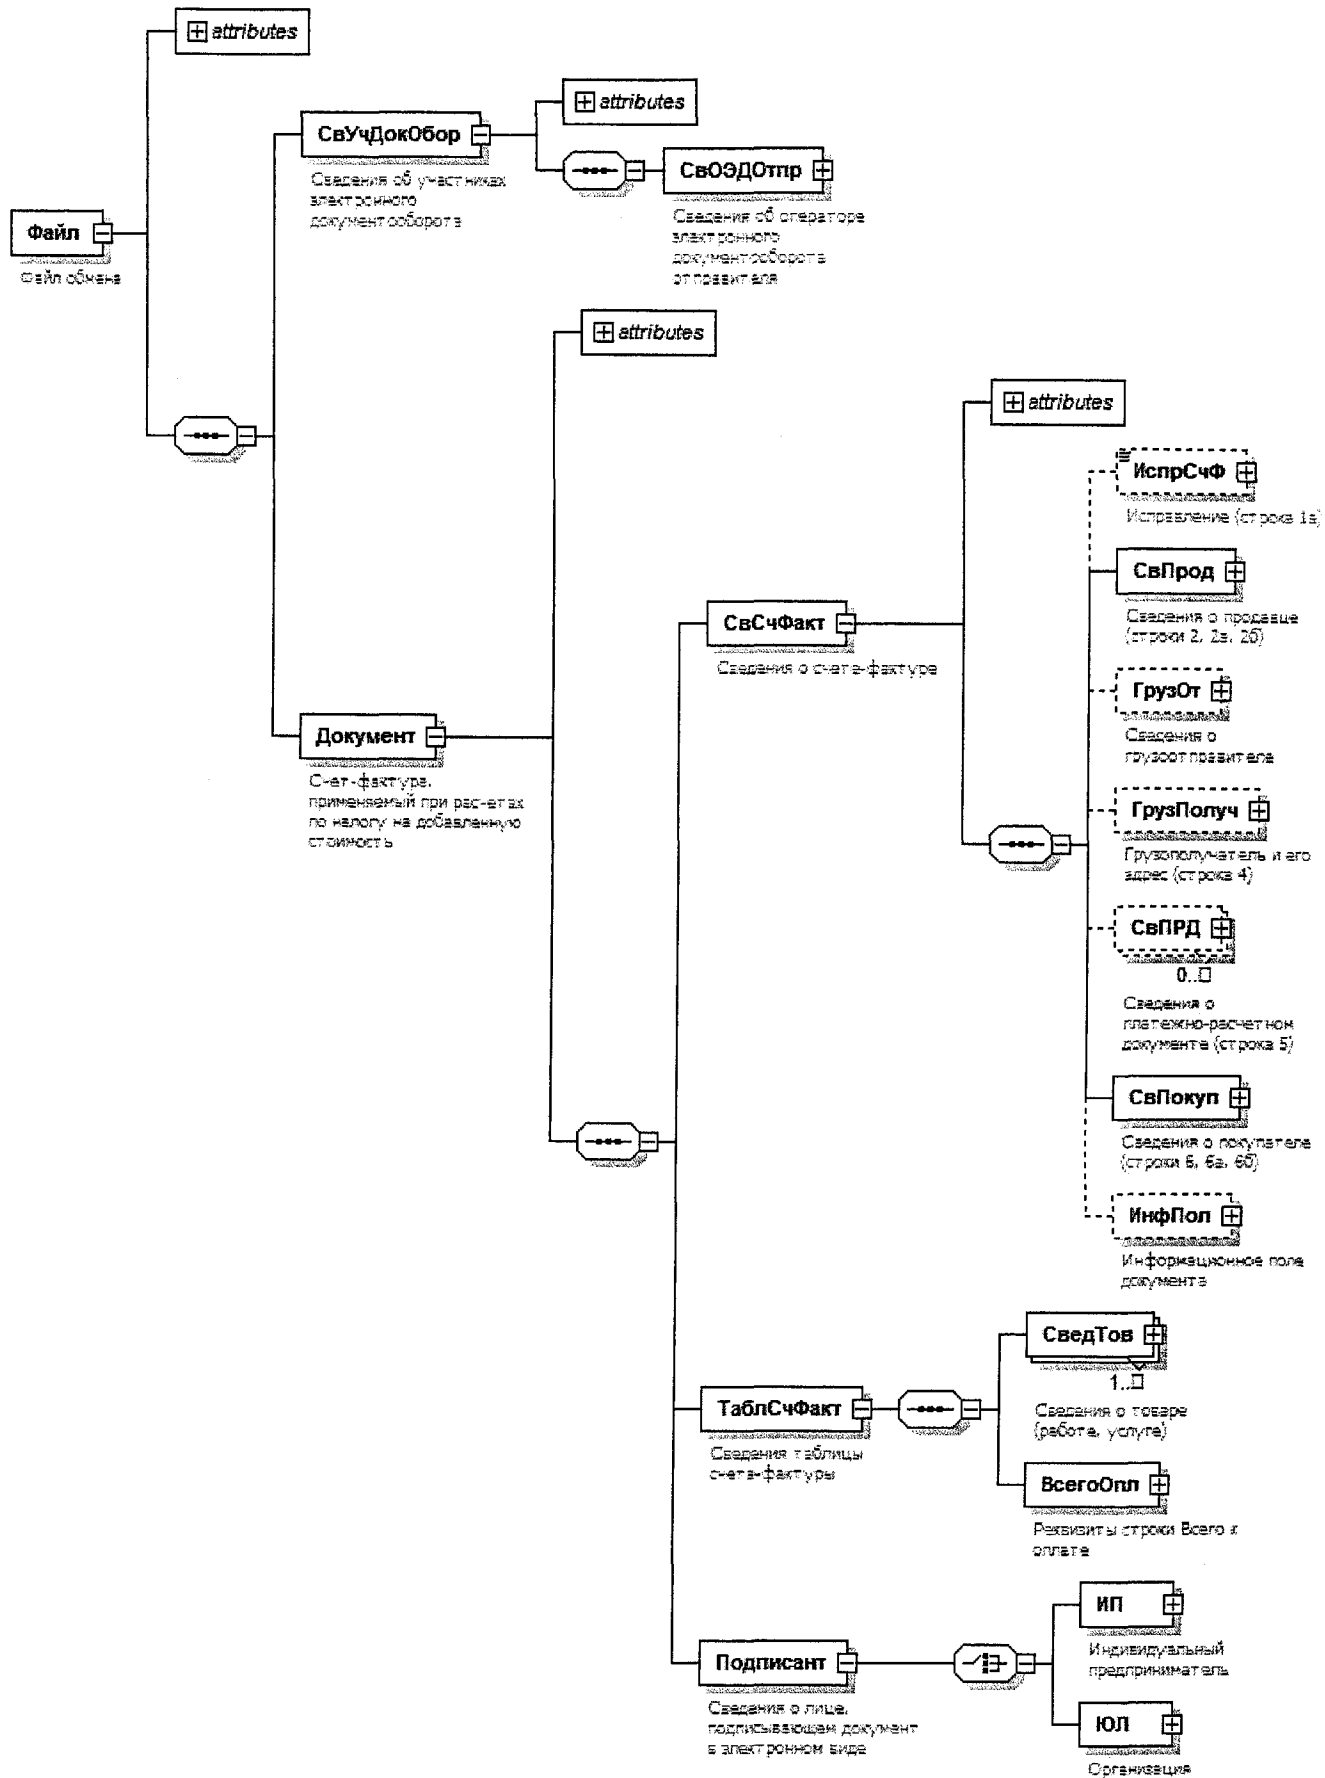 attributes
attributes
СвУчДокОбор
Сведения об участниках
электронного
документооборота
СвОЭДОтпр
Сведения об операторе
электронного
документооборота
отправителя
Файл
Файл обмена
attributes
attributes
ИспрСчФ
Исправление (строка 1а)
СвПрод
Сведения о продавце
(строки 2, 2а, 2б)
СвСчФакт
Сведения о счете-фактуре
ГрузОт
Сведения о
грузоотправителе
Документ
Счет-фактура,
применяемый при расчетах
по налогу на добавленную
стоимость
ГрузПолуч
Грузополучатель и его
адрес (строка 4)
СвПРД
0..□
Сведения о
платежно-расчетном
документе (строка 5)
СвПокуп
Сведения о покупателе
(строки 6, 6а, 6б)
ИнфПол
Информационное поле
документа
СведТов
1..□
Сведения о товаре
(работе, услуге)
ТаблСчФакт
Сведения таблицы
счета-фактуры
ВсегоОпл
Реквизиты строки Всего к
оплате
ИП
Индивидуальный
предприниматель
Подписант
Сведения о лице,
подписывающем документ
в электронном виде
ЮЛ
Организация